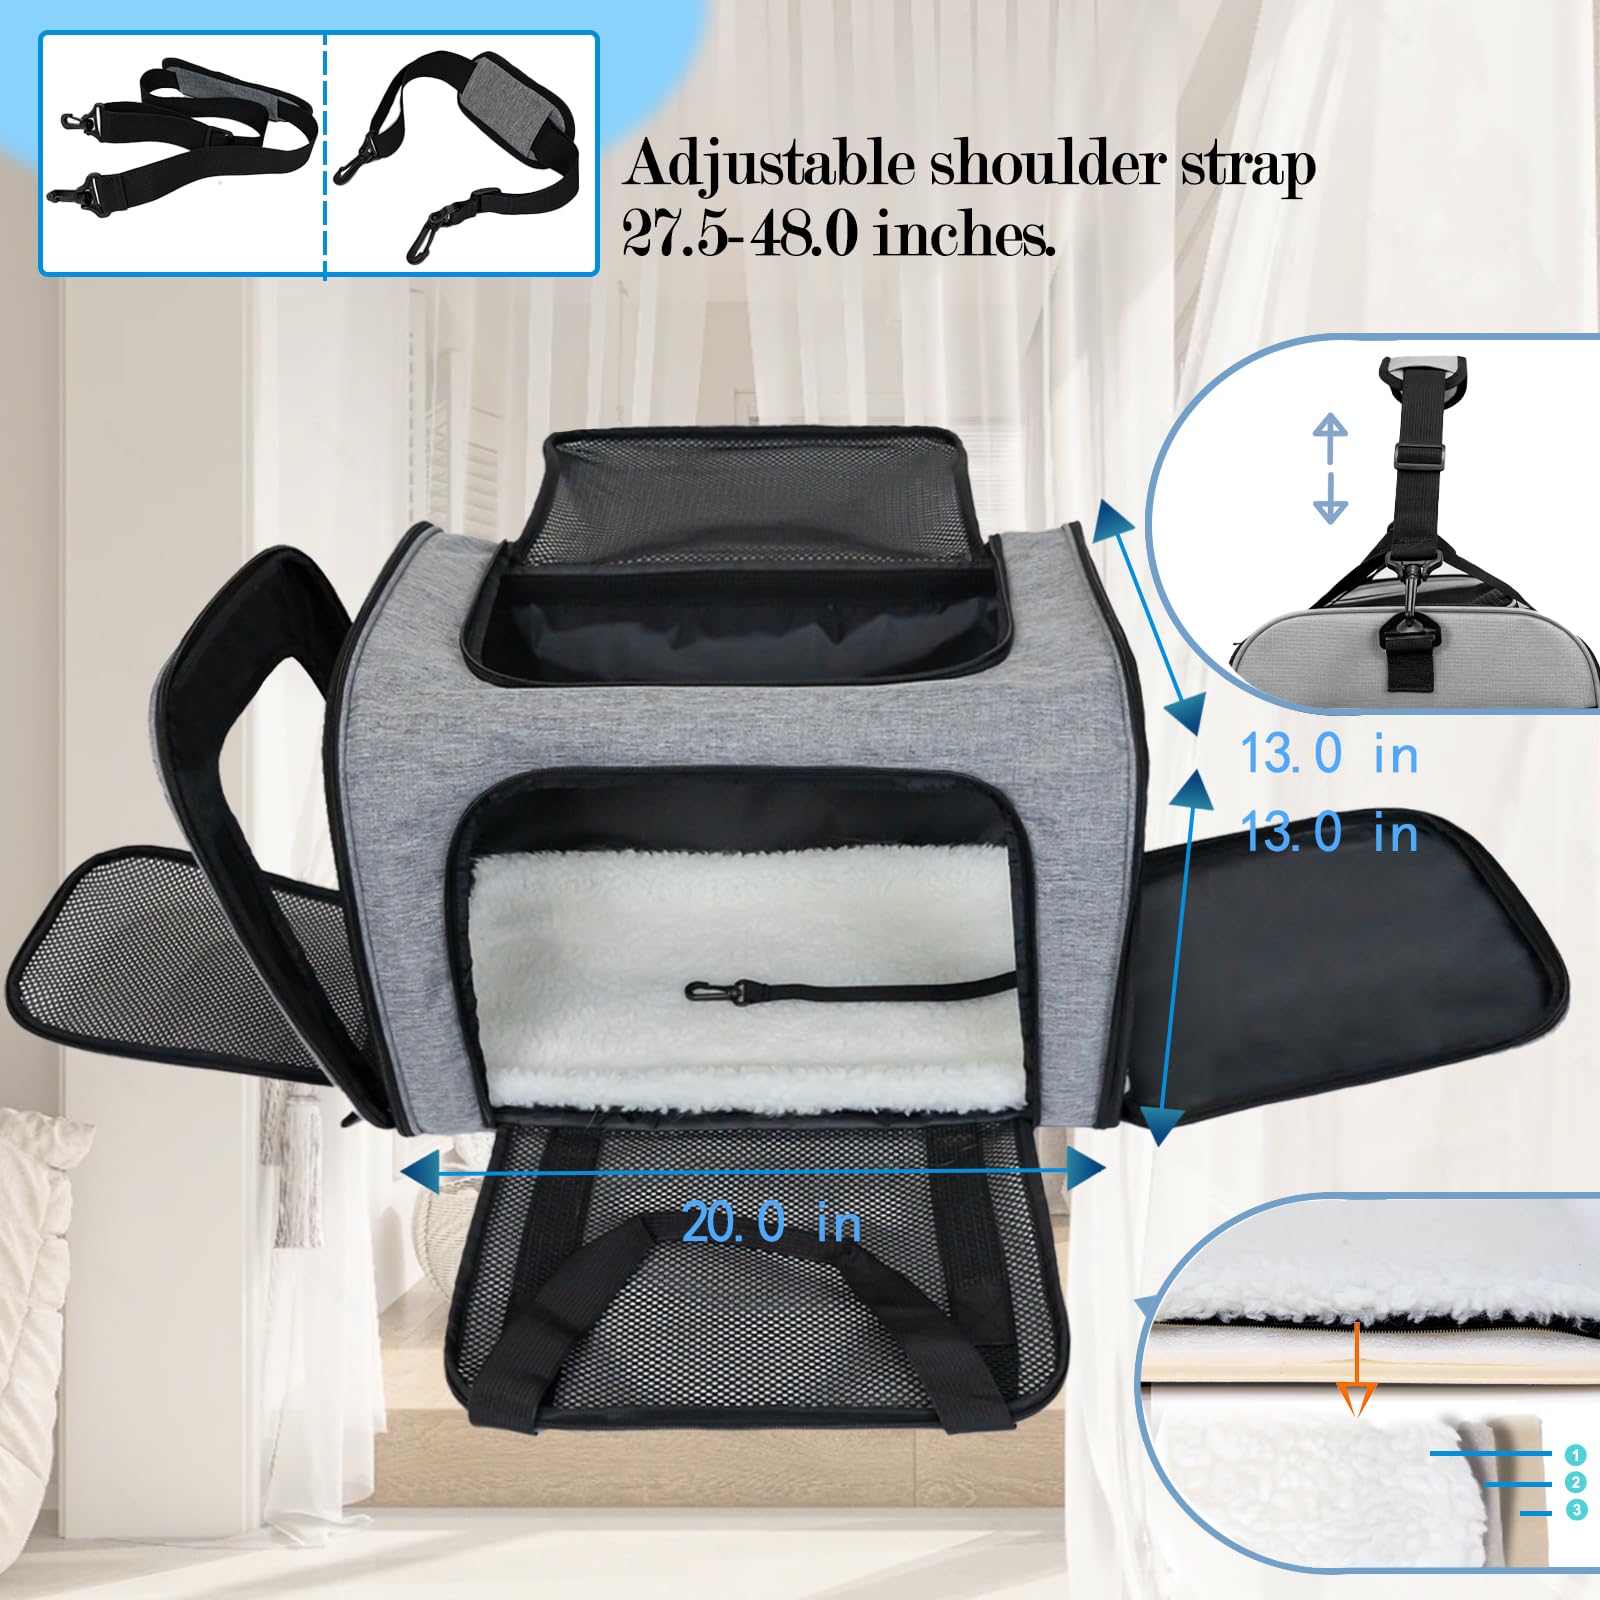 Adjustable shoulder strap
27.5-48.0 inches.
13.0 in
13.0 in
20.0 in
1
2
3